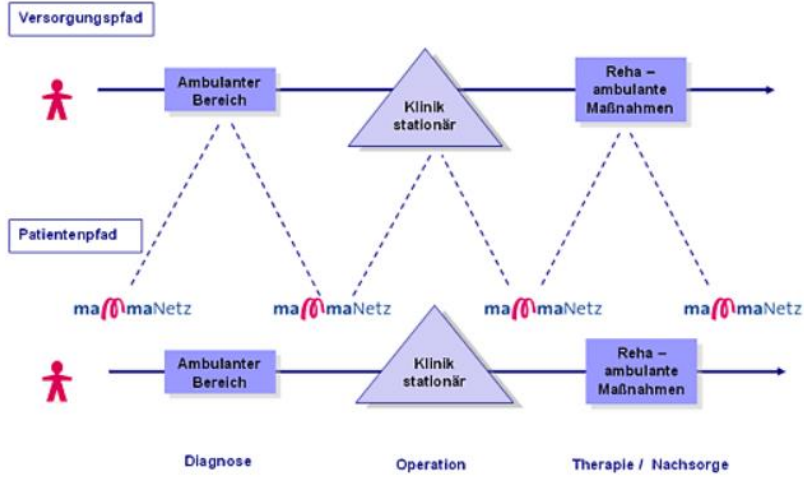 Versorgungspfad
Ambulanter
Bereich
Klinik
stationär
Reha –
ambulante
Maßnahmen
Patientenpfad
mammaNetz
mammaNetz
mammaNetz
mammaNetz
Ambulanter
Bereich
Klinik
stationär
Reha –
ambulante
Maßnahmen
Diagnose
Operation
Therapie / Nachsorge